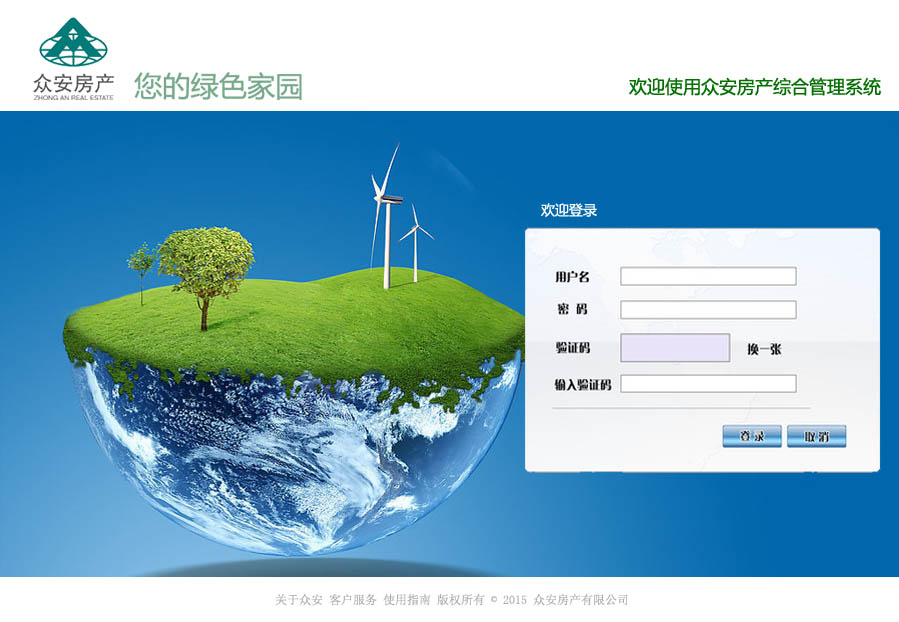 众安房产
ZHONG AN REAL ESTATE
您的绿色家园
欢迎使用众安房产综合管理系统
欢迎登录
用户名
密 码
验证码 换一张
输入验证码
登 录 取 消
关于众安 客户服务 使用指南 版权所有 © 2015 众安房产有限公司